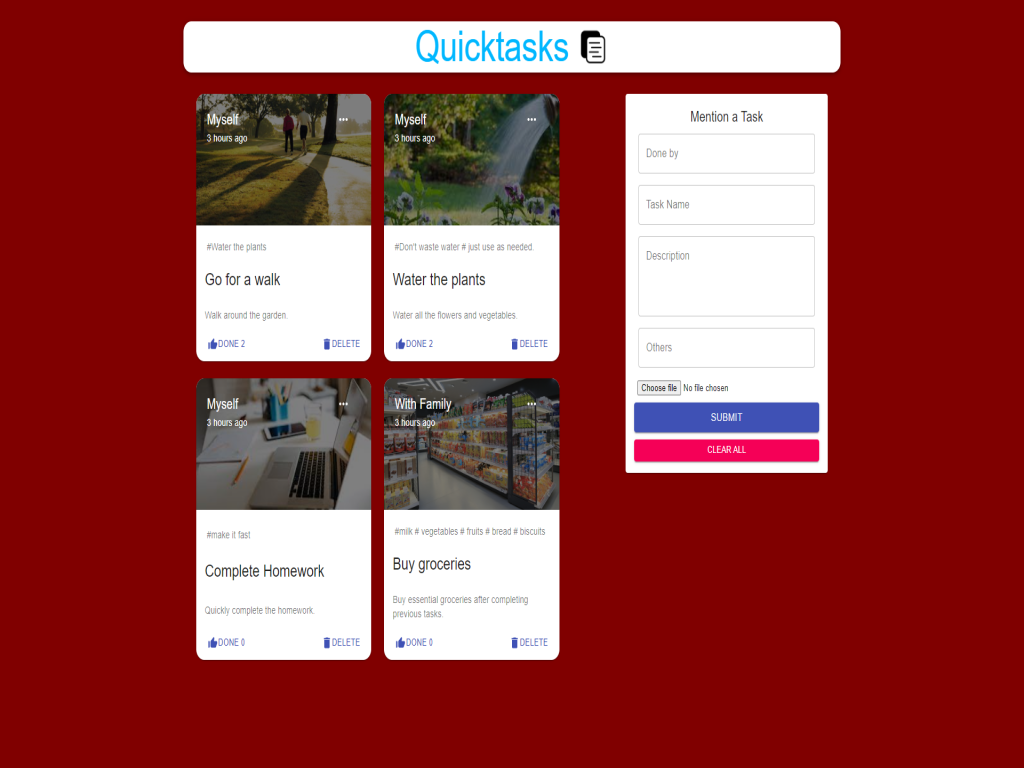 Quicktasks
Myself
3 hours ago
#Water the plants
Go for a walk
Walk around the garden.
DONE 2
DELETE
Myself
3 hours ago
#Don't waste water # just use as needed.
Water the plants
Water all the flowers and vegetables.
DONE 2
DELETE
Myself
3 hours ago
#make it fast
Complete Homework
Quickly complete the homework.
DONE 0
DELETE
With Family
3 hours ago
#milk # vegetables # fruits # bread # biscuits
Buy groceries
Buy essential groceries after completing
previous tasks.
DONE 0
DELETE
Mention a Task
Done by
Task Name
Description
Others
Choose file No file chosen
SUBMIT
CLEAR ALL